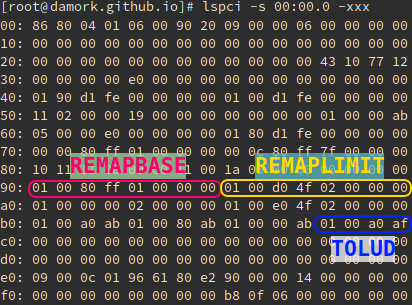 [root@damork.github.io]# lspci -s 00:00.0 -xxx
00: 86 80 04 01 06 00 90 20 09 00 00 06 00 00 00 00
10: 00 00 00 00 00 00 00 00 00 00 00 00 00 00 00 00
20: 00 00 00 00 00 00 00 00 00 00 00 00 43 10 77 12
30: 00 00 00 00 e0 00 00 00 00 00 00 00 00 00 00 00
40: 01 90 d1 fe 00 00 00 00 01 00 d1 fe 00 00 00 00
50: 11 02 00 00 19 00 00 00 00 00 00 00 01 00 00 ab
60: 05 00 00 e0 00 00 00 00 01 80 d1 fe 00 00 00 00
70: 00 00 80 ff 01 00 00 00 00 0c 80 ff 7f 00 00 00
REMAPBASE REMAPLIMIT
80: 10 11 1a
90: 01 00 80 ff 01 00 00 00 01 00 d0 4f 02 00 00 00
a0: 01 00 00 00 02 00 00 00 01 00 e0 4f 02 00 00 00
b0: 01 00 a0 ab 01 00 80 ab 01 00 00 ab 01 00 a0 af
c0: 00 00 00 00 00 00 00 00 00 00 00 00
TOLUD
d0: 00 00 00 00 00 00 00 00 00 00 00 00
e0: 09 00 0c 01 96 61 80 e2 90 00 00 14 00 00 00 00
f0: 00 00 00 00 00 00 00 00 b8 0f 06 00 00 00 00 00